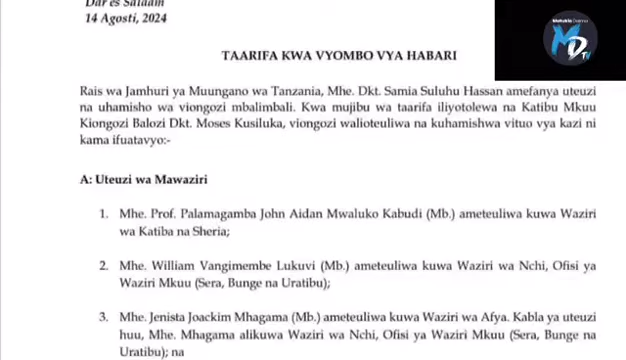 Dar es Salaam
14 Agosti, 2024
TAARIFA KWA VYOMBO VYA HABARI
Rais wa Jamhuri ya Muungano wa Tanzania, Mhe. Dkt. Samia Suluhu Hassan amefanya uteuzi
na uhamisho wa viongozi mbalimbali. Kwa mujibu wa taarifa iliyotolewa na Katibu Mkuu
Kiongozi Balozi Dkt. Moses Kusiluka, viongozi walioteuliwa na kuhamishwa vituo vya kazi ni
kama ifuatavyo:-
A: Uteuzi wa Mawaziri
1. Mhe. Prof. Palamagamba John Aidan Mwaluko Kabudi (Mb.) ameteuliwa kuwa Waziri
wa Katiba na Sheria;
2. Mhe. William Vangimembe Lukuvi (Mb.) ameteuliwa kuwa Waziri wa Nchi, Ofisi ya
Waziri Mkuu (Sera, Bunge na Uratibu);
3. Mhe. Jenista Joackim Mhagama (Mb.) ameteuliwa kuwa Waziri wa Afya. Kabla ya uteuzi
huu, Mhe. Mhagama alikuwa Waziri wa Nchi, Ofisi ya Waziri Mkuu (Sera, Bunge na
Uratibu); na
MD TV